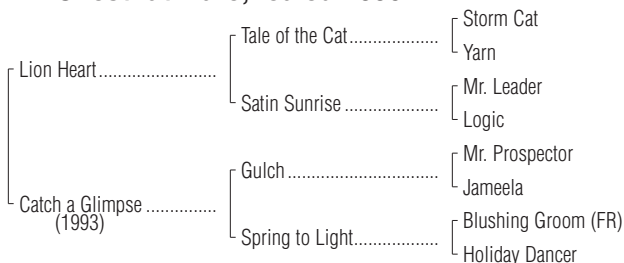 Storm Cat
Tale of the Cat
Yarn
Lion Heart
Mr. Leader
Satin Sunrise
Logic
Mr. Prospector
Gulch
Jameela
Catch a Glimpse
(1993)
Blushing Groom (FR)
Spring to Light
Holiday Dancer